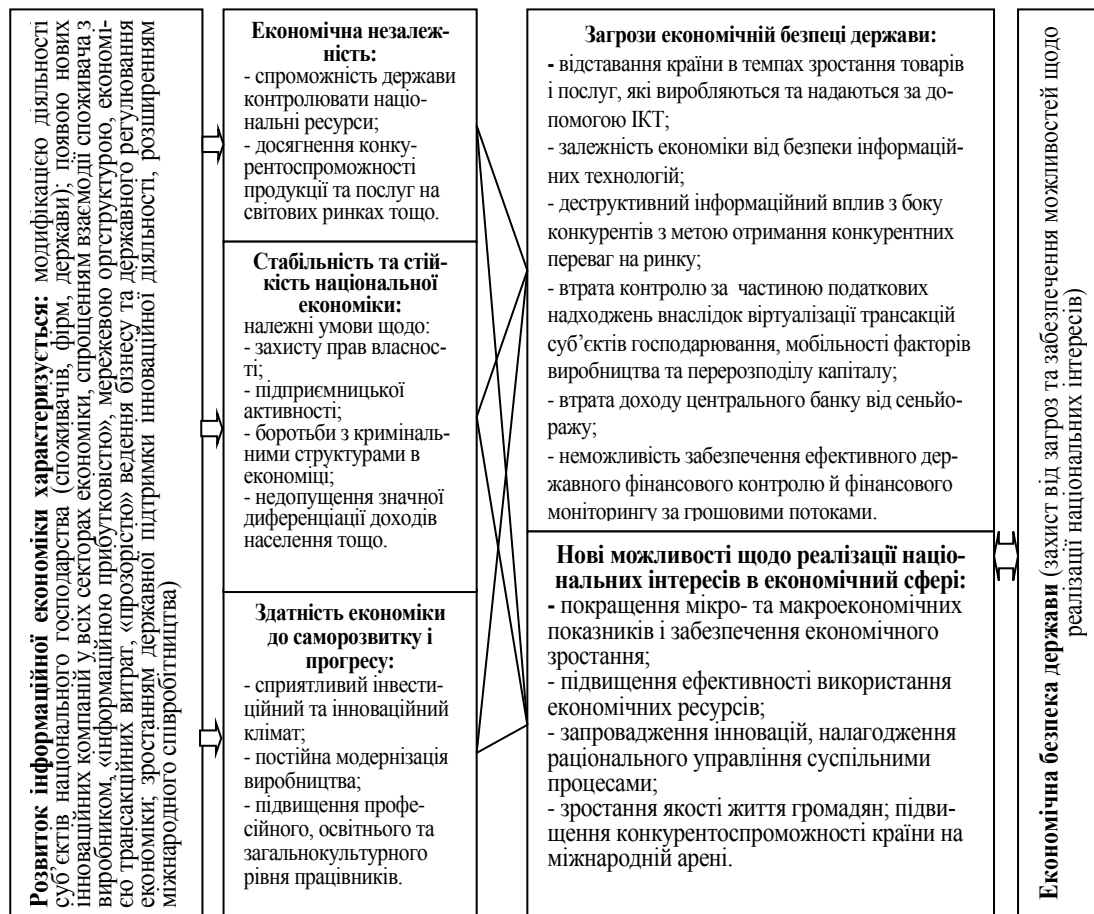 Розвиток інформаційної економіки характеризується: модифікацією діяльності
суб’єктів національного господарства (споживачів, фірм, держави); появою нових
інноваційних компаній у всіх секторах економіки, спрощенням взаємодії споживача з
виробником, «інформаційною прибутковістю», мережевою оргструктурою, економі-
єю трансакційних витрат, «прозорістю» ведення бізнесу та державного регулювання
економіки; зростанням державної підтримки інноваційної діяльності, розширенням
міжнародного співробітництва)
Економічна незалеж-
ність:
- спроможність держави
контролювати націо-
нальні ресурси;
- досягнення конку-
рентоспроможності
продукції та послуг на
світових ринках тощо.
Стабільність та стій-
кість національної
економіки:
належні умови щодо:
- захисту прав власнос-
ті;
- підприємницької
активності;
- боротьби з криміналь-
ними структурами в
економіці;
- недопущення значної
диференціації доходів
населення тощо.
Здатність економіки
до саморозвитку і
прогресу:
- сприятливий інвести-
ційний та інноваційний
клімат;
- постійна модернізація
виробництва;
- підвищення профе-
сійного, освітнього та
загальнокультурного
рівня працівників.
Загрози економічній безпеці держави:
- відставання країни в темпах зростання товарів
і послуг, які виробляються та надаються за до-
помогою ІКТ;
- залежність економіки від безпеки інформацій-
них технологій;
- деструктивний інформаційний вплив з боку
конкурентів з метою отримання конкурентних
переваг на ринку;
- втрата контролю за частиною податкових
надходжень внаслідок віртуалізації трансакцій
суб’єктів господарювання, мобільності факторів
виробництва та перерозподілу капіталу;
- втрата доходу центрального банку від сеньйо-
ражу;
- неможливість забезпечення ефективного дер-
жавного фінансового контролю й фінансового
моніторингу за грошовими потоками.
Нові можливості щодо реалізації націо-
нальних інтересів в економічний сфері:
- покращення мікро- та макроекономічних
показників і забезпечення економічного
зростання;
- підвищення ефективності використання
економічних ресурсів;
- запровадження інновацій, налагодження
раціонального управління суспільними
процесами;
- зростання якості життя громадян; підви-
щення конкурентоспроможності країни на
міжнародній арені.
Економічна безпека держави (захист від загроз та забезпечення можливостей щодо
реалізації національних інтересів)